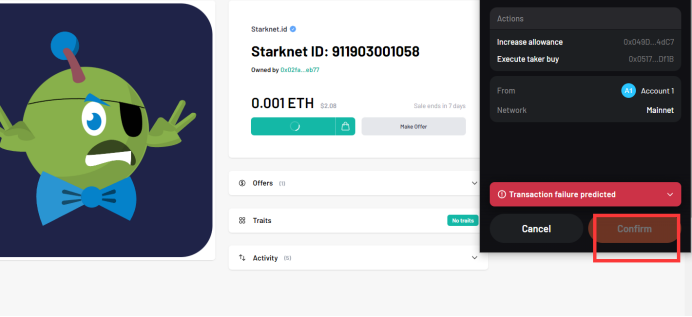 Starknet.id
Starknet ID: 911903001058
Owned by 0x02fa...eb77
0.001 ETH $2.08
Sale ends in 7 days
Make Offer
Offers (1)
Traits
No traits
Activity (5)
Actions
Increase allowance 0x049D...4dC7
Execute taker buy 0x0517...Df1B
From A1 Account 1
Network Mainnet
Transaction failure predicted
Cancel
Confirm